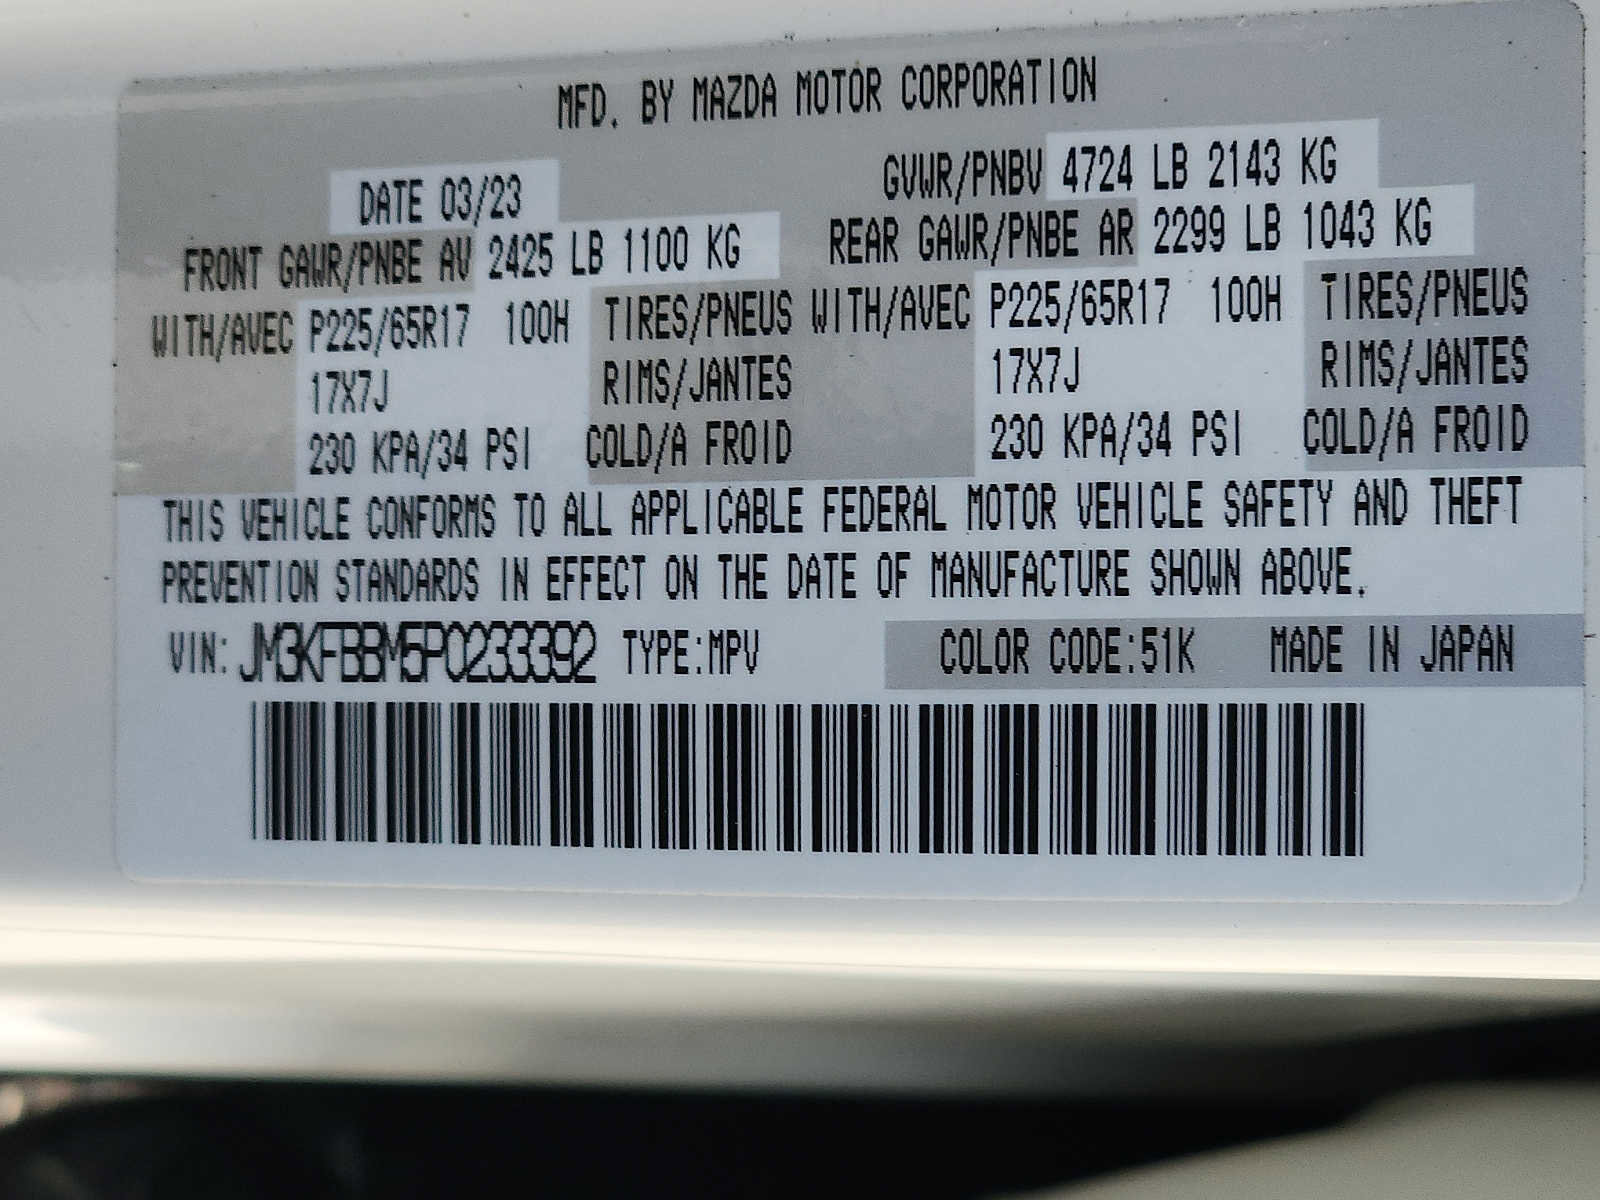 MFD. BY MAZDA MOTOR CORPORATION
DATE 03/23 GVWR/PNBV 4724 LB 2143 KG
FRONT GAWR/PNBE AV 2425 LB 1100 KG REAR GAWR/PNBE AR 2299 LB 1043 KG
WITH/AVEC P225/65R17 100H TIRES/PNEUS WITH/AVEC P225/65R17 100H TIRES/PNEUS
17X7J RIMS/JANTES 17X7J RIMS/JANTES
230 KPA/34 PSI COLD/A FROID 230 KPA/34 PSI COLD/A FROID
THIS VEHICLE CONFORMS TO ALL APPLICABLE FEDERAL MOTOR VEHICLE SAFETY AND THEFT
PREVENTION STANDARDS IN EFFECT ON THE DATE OF MANUFACTURE SHOWN ABOVE.
VIN: JM3KFBBM5P0233392 TYPE:MPV COLOR CODE:51K MADE IN JAPAN